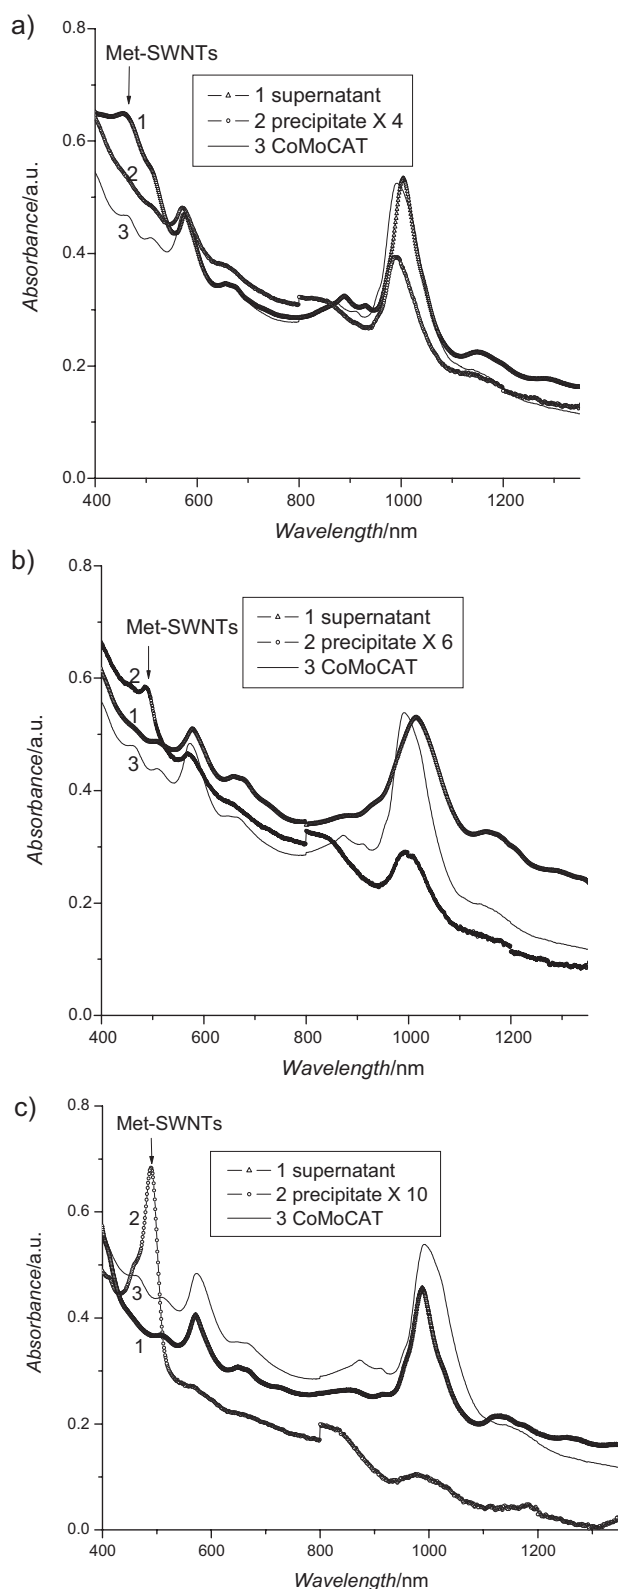 a)
0.8
Met-SWNTs
1 supernatant
2 precipitate X 4
3 CoMoCAT
0.6
1
2
3
0.4
0.2
0.0
Absorbance/a.u.
400 600 800 1000 1200
Wavelength/nm
b)
0.8
Met-SWNTs
1 supernatant
2 precipitate X 6
3 CoMoCAT
0.6
2
1
3
0.4
0.2
0.0
Absorbance/a.u.
400 600 800 1000 1200
Wavelength/nm
c)
0.8
Met-SWNTs
1 supernatant
2 precipitate X 10
3 CoMoCAT
0.6
2
3
1
0.4
0.2
0.0
Absorbance/a.u.
400 600 800 1000 1200
Wavelength/nm